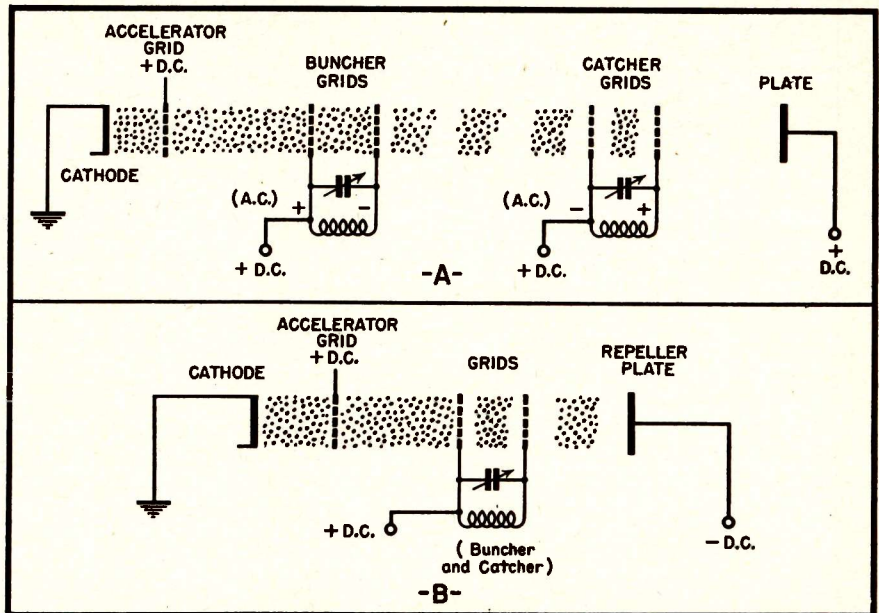 ACCELERATOR
GRID
+ D.C.
BUNCHER
GRIDS
CATCHER
GRIDS
PLATE
CATHODE
(A.C.)
+
-
(A.C.)
-
+
+ D.C.
-A-
+ D.C.
+
D.C.
ACCELERATOR
GRID
+ D.C.
CATHODE
GRIDS
REPELLER
PLATE
+ D.C.
(Buncher
and Catcher)
- D.C.
-B-